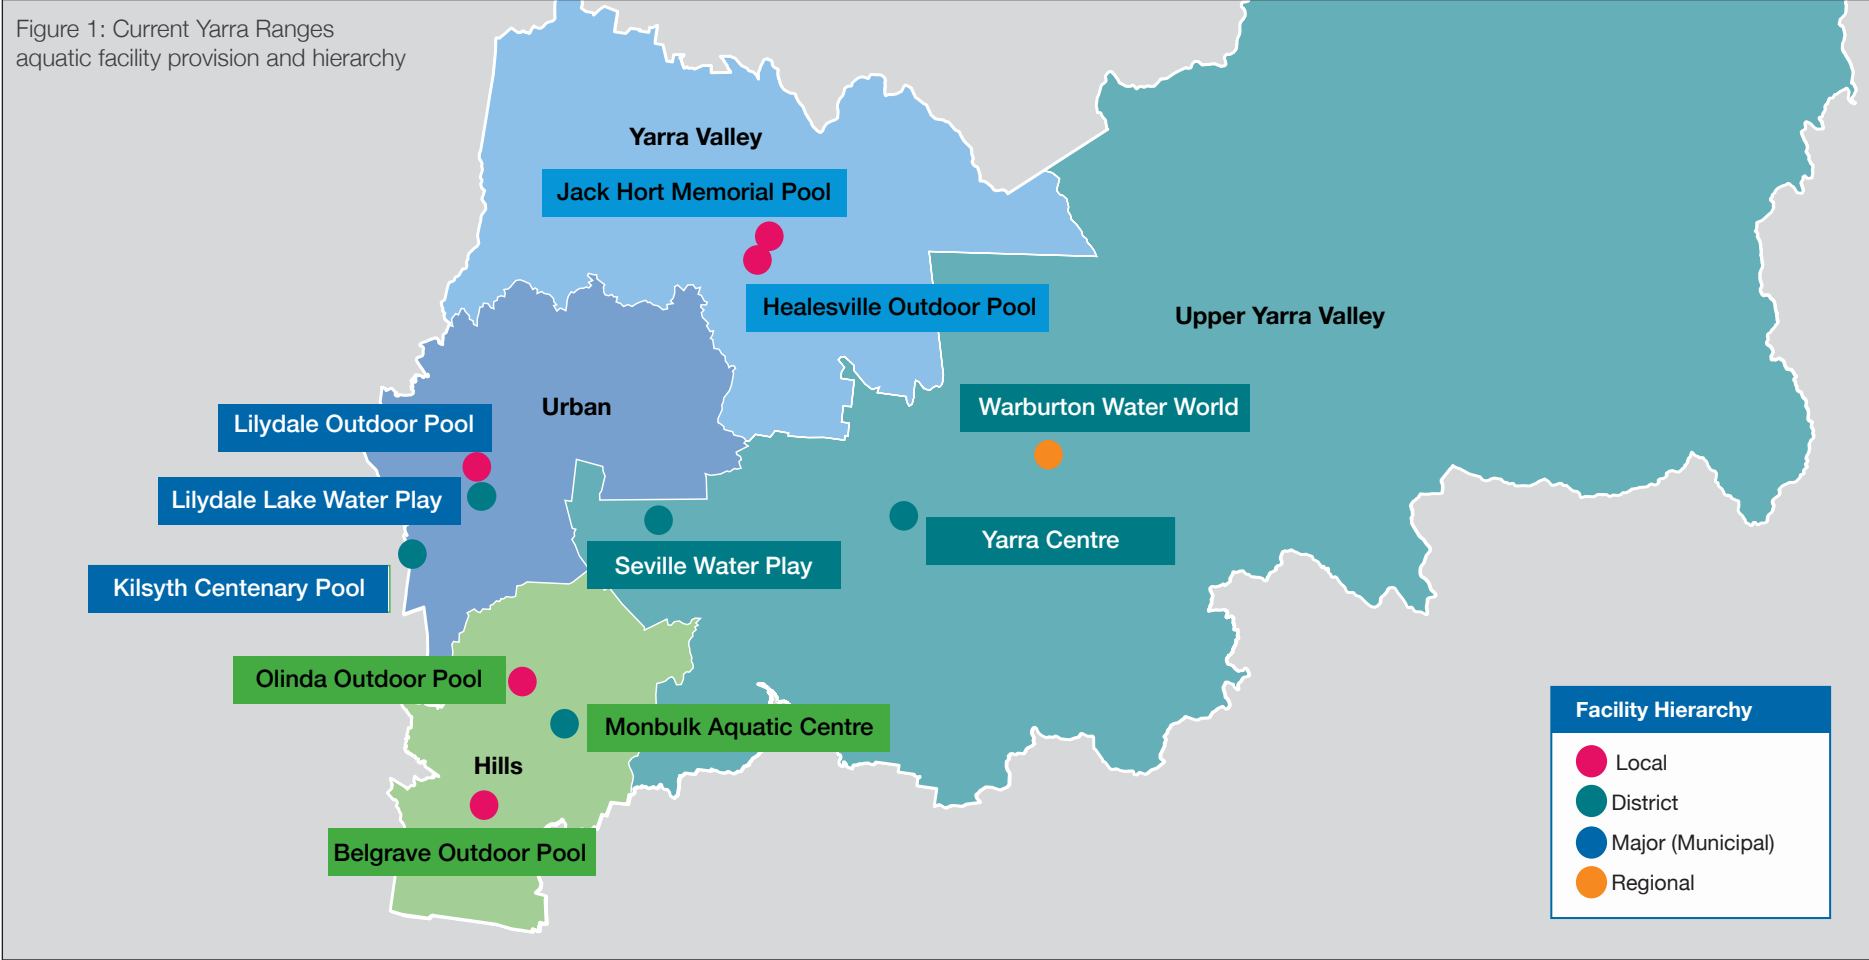 Figure 1: Current Yarra Ranges
aquatic facility provision and hierarchy
Yarra Valley
Jack Hort Memorial Pool
Healesville Outdoor Pool
Upper Yarra Valley
Urban
Warburton Water World
Lilydale Outdoor Pool
Lilydale Lake Water Play
Yarra Centre
Seville Water Play
Kilsyth Centenary Pool
Olinda Outdoor Pool
Monbulk Aquatic Centre
Hills
Belgrave Outdoor Pool
Facility Hierarchy
Local
District
Major (Municipal)
Regional